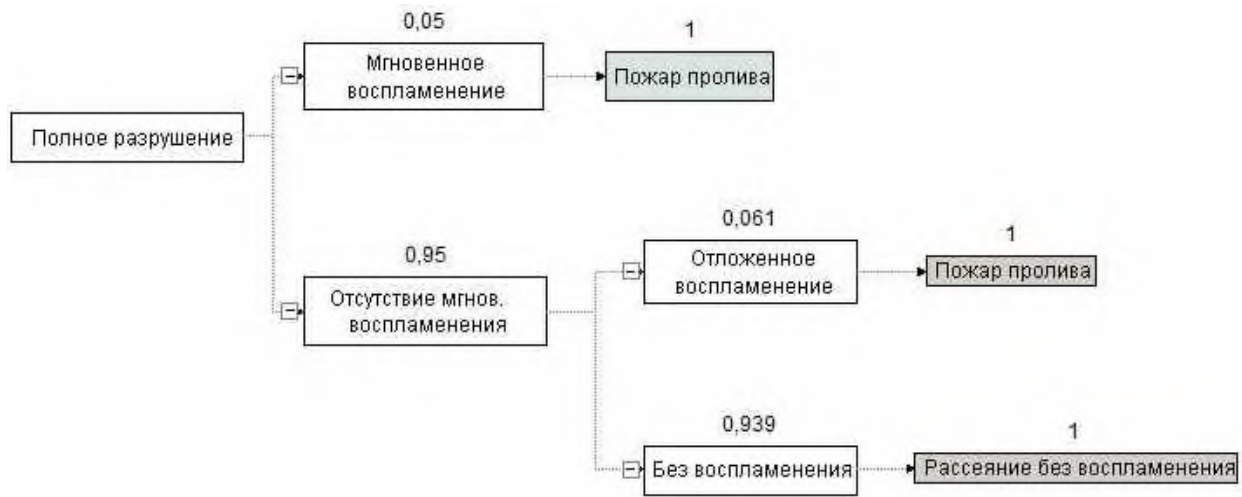 0,05
Мгновенное
воспламенение
1
Пожар пролива
Полное разрушение
0,95
Отсутствие мгнов.
воспламенения
0,061
Отложенное
воспламенение
1
Пожар пролива
0,939
Без воспламенения
1
Рассеяние без воспламенения